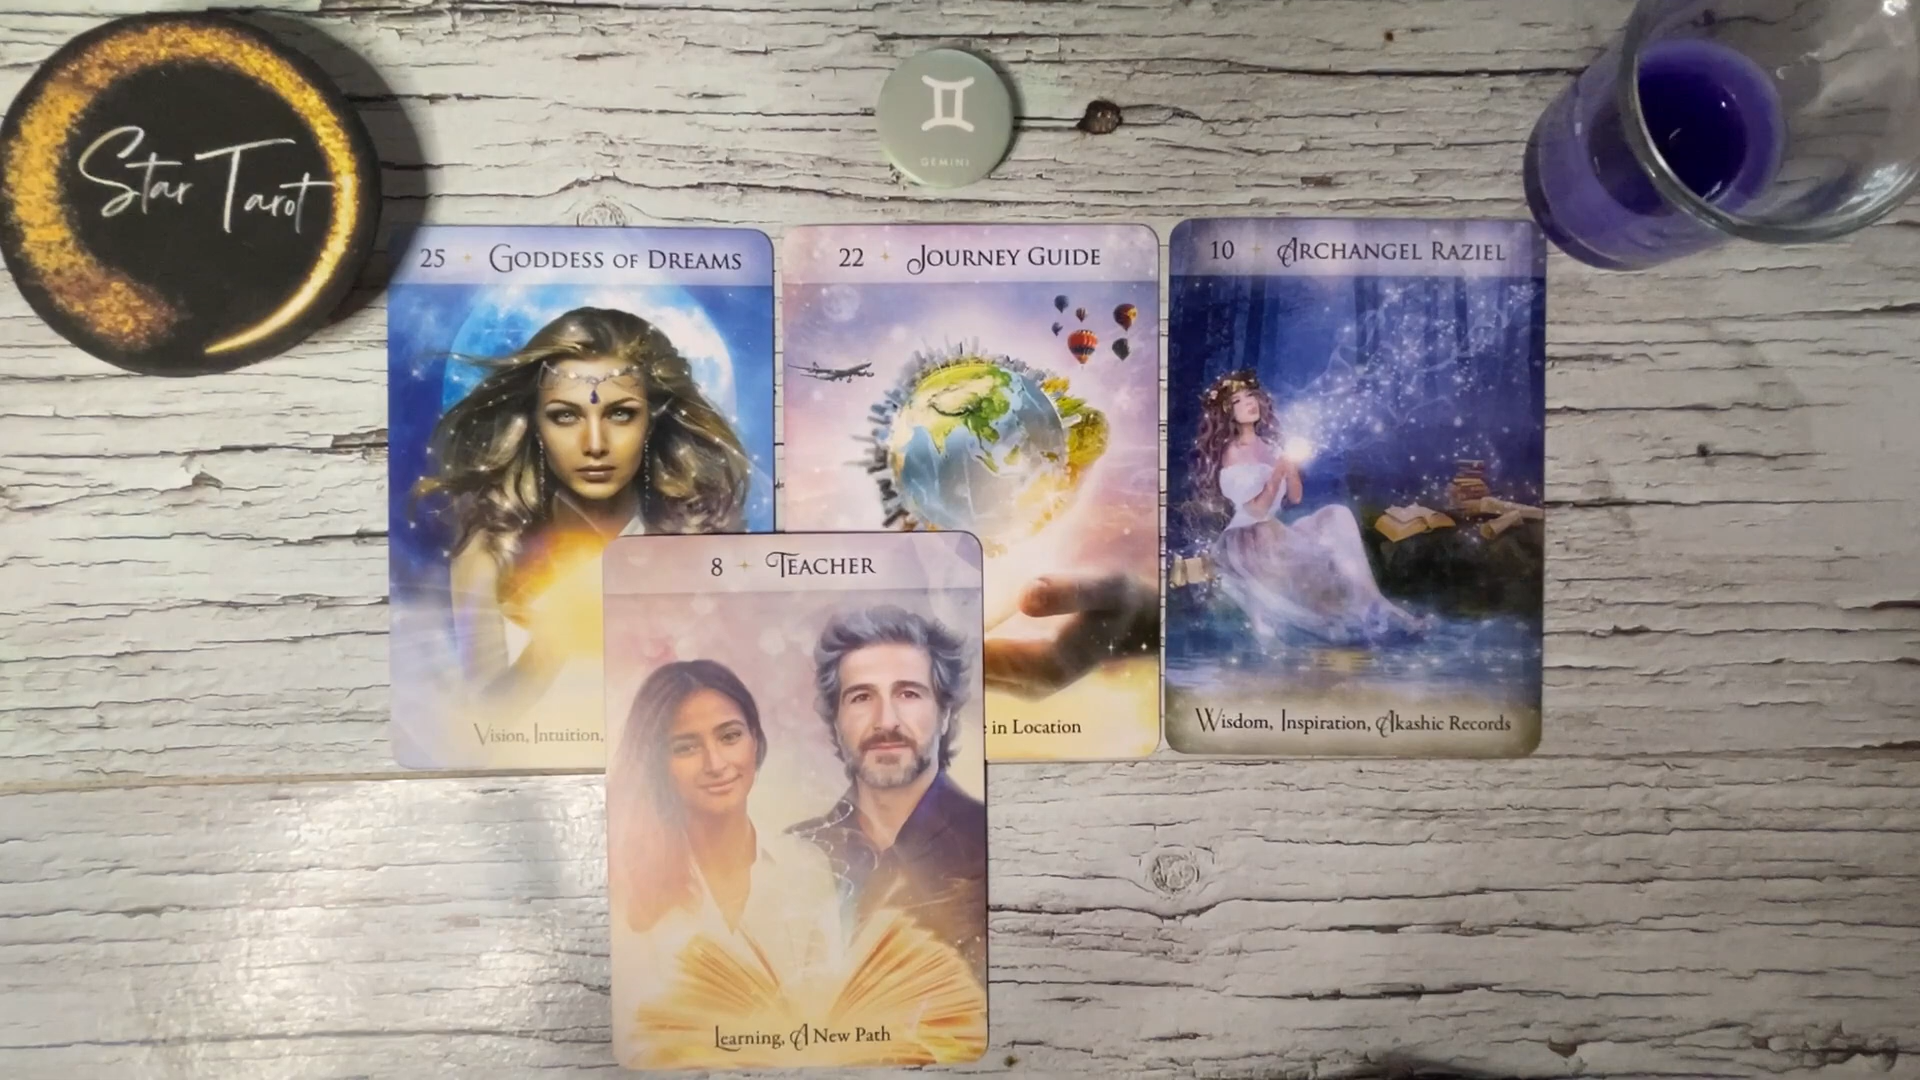 Star Tarot
GEMINI
25 GODDESS OF DREAMS
22 JOURNEY GUIDE
10 ARCHANGEL RAZIEL
Vision, Intuition,
in Location
Wisdom, Inspiration, Akashic Records
8 TEACHER
Learning, A New Path